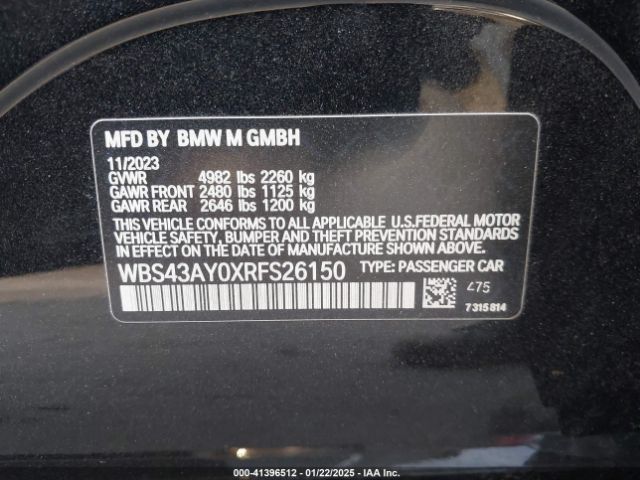 MFD BY BMW M GMBH
11/2023
GVWR 4982 lbs 2260 kg
GAWR FRONT 2480 lbs 1125 kg
GAWR REAR 2646 lbs 1200 kg
THIS VEHICLE CONFORMS TO ALL APPLICABLE U.S.FEDERAL MOTOR
VEHICLE SAFETY, BUMPER, AND THEFT PREVENTION STANDARDS
IN EFFECT ON THE DATE OF MANUFACTURE SHOWN ABOVE.
WBS43AY0XRFS26150 TYPE: PASSENGER CAR
475
7315814
000-41396512 - 01/22/2025 - IAA Inc.